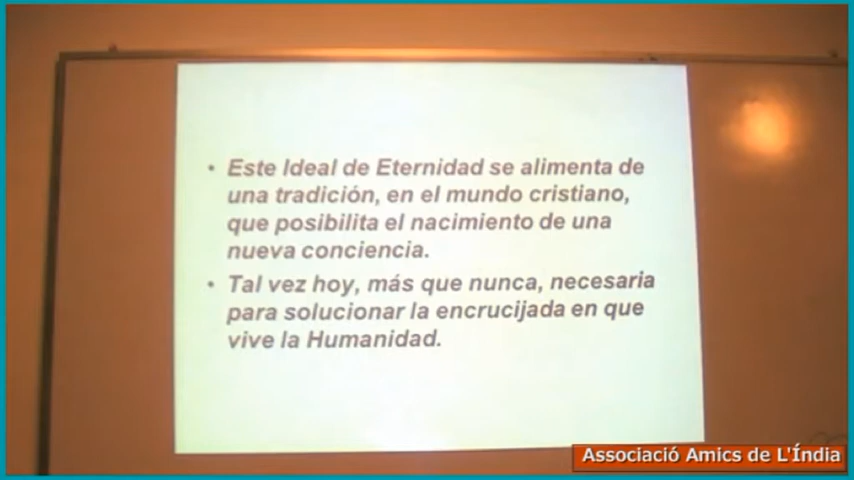 • Este Ideal de Eternidad se alimenta de
una tradición, en el mundo cristiano,
que posibilita el nacimiento de una
nueva conciencia.
• Tal vez hoy, más que nunca, necesaria
para solucionar la encrucijada en que
vive la Humanidad.
Associació Amics de L'Índia